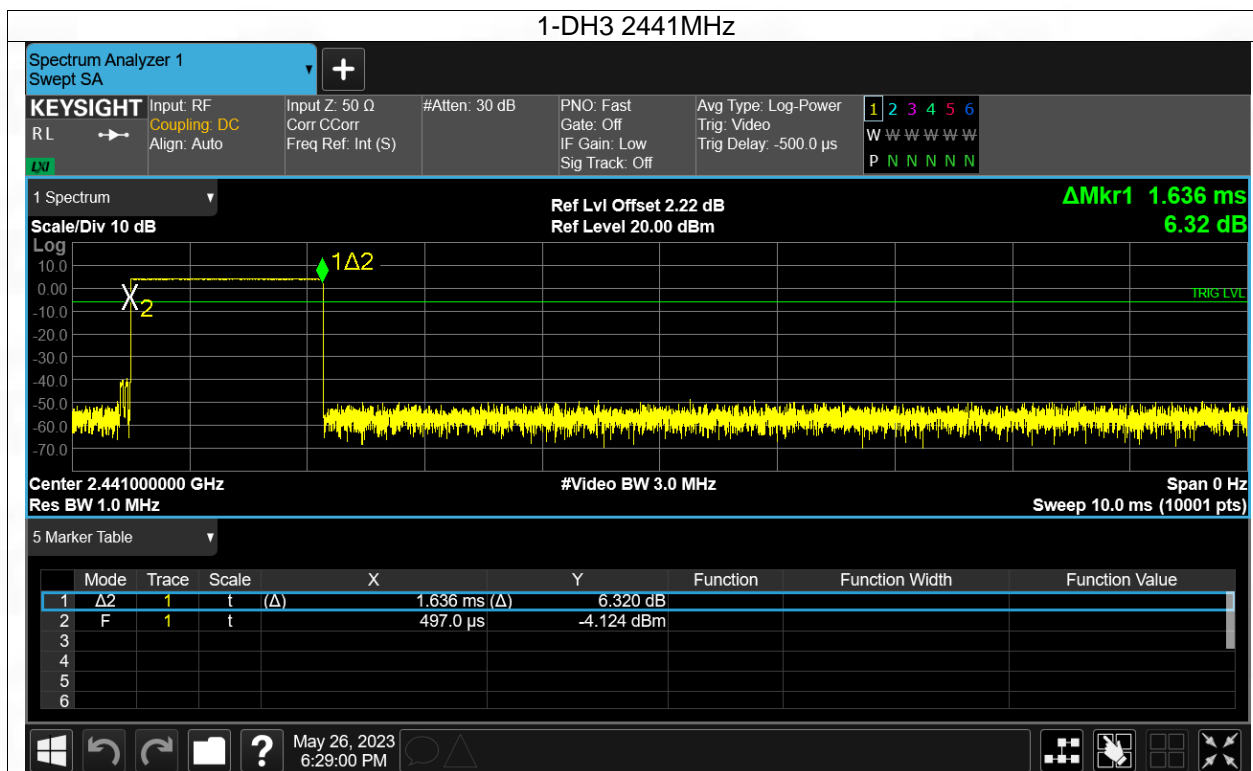 1-DH3 2441MHz
Spectrum Analyzer 1
Swept SA
+
KEYSIGHT Input: RF Input Z: 50 Ω #Atten: 30 dB PNO: Fast Avg Type: Log-Power 1 2 3 4 5 6
RL Coupling: DC Corr CCorr Gate: Off Trig: Video W W W W W W
Align: Auto Freq Ref: Int (S) IF Gain: Low Trig Delay: -500.0 µs
LXI Sig Track: Off P N N N N N
1 Spectrum Ref Lvl Offset 2.22 dB ΔMkr1 1.636 ms
Scale/Div 10 dB Ref Level 20.00 dBm 6.32 dB
Log
10.0 1Δ2
0.00 TRIG LVL
-10.0 2
-20.0
-30.0
-40.0
-50.0
-60.0
-70.0
Center 2.441000000 GHz #Video BW 3.0 MHz Span 0 Hz
Res BW 1.0 MHz Sweep 10.0 ms (10001 pts)
5 Marker Table
Mode Trace Scale X Y Function Function Width Function Value
1 Δ2 1 t (Δ) 1.636 ms (Δ) 6.320 dB
2 F 1 t 497.0 µs -4.124 dBm
3
4
5
6
? May 26, 2023
6:29:00 PM